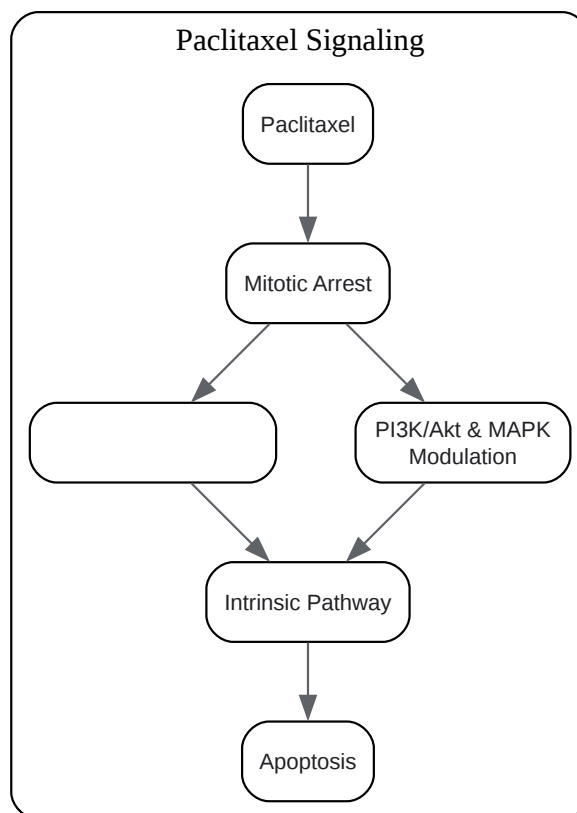 Paclitaxel Signaling
Paclitaxel
Mitotic Arrest
PI3K/Akt & MAPK
Modulation
Intrinsic Pathway
Apoptosis